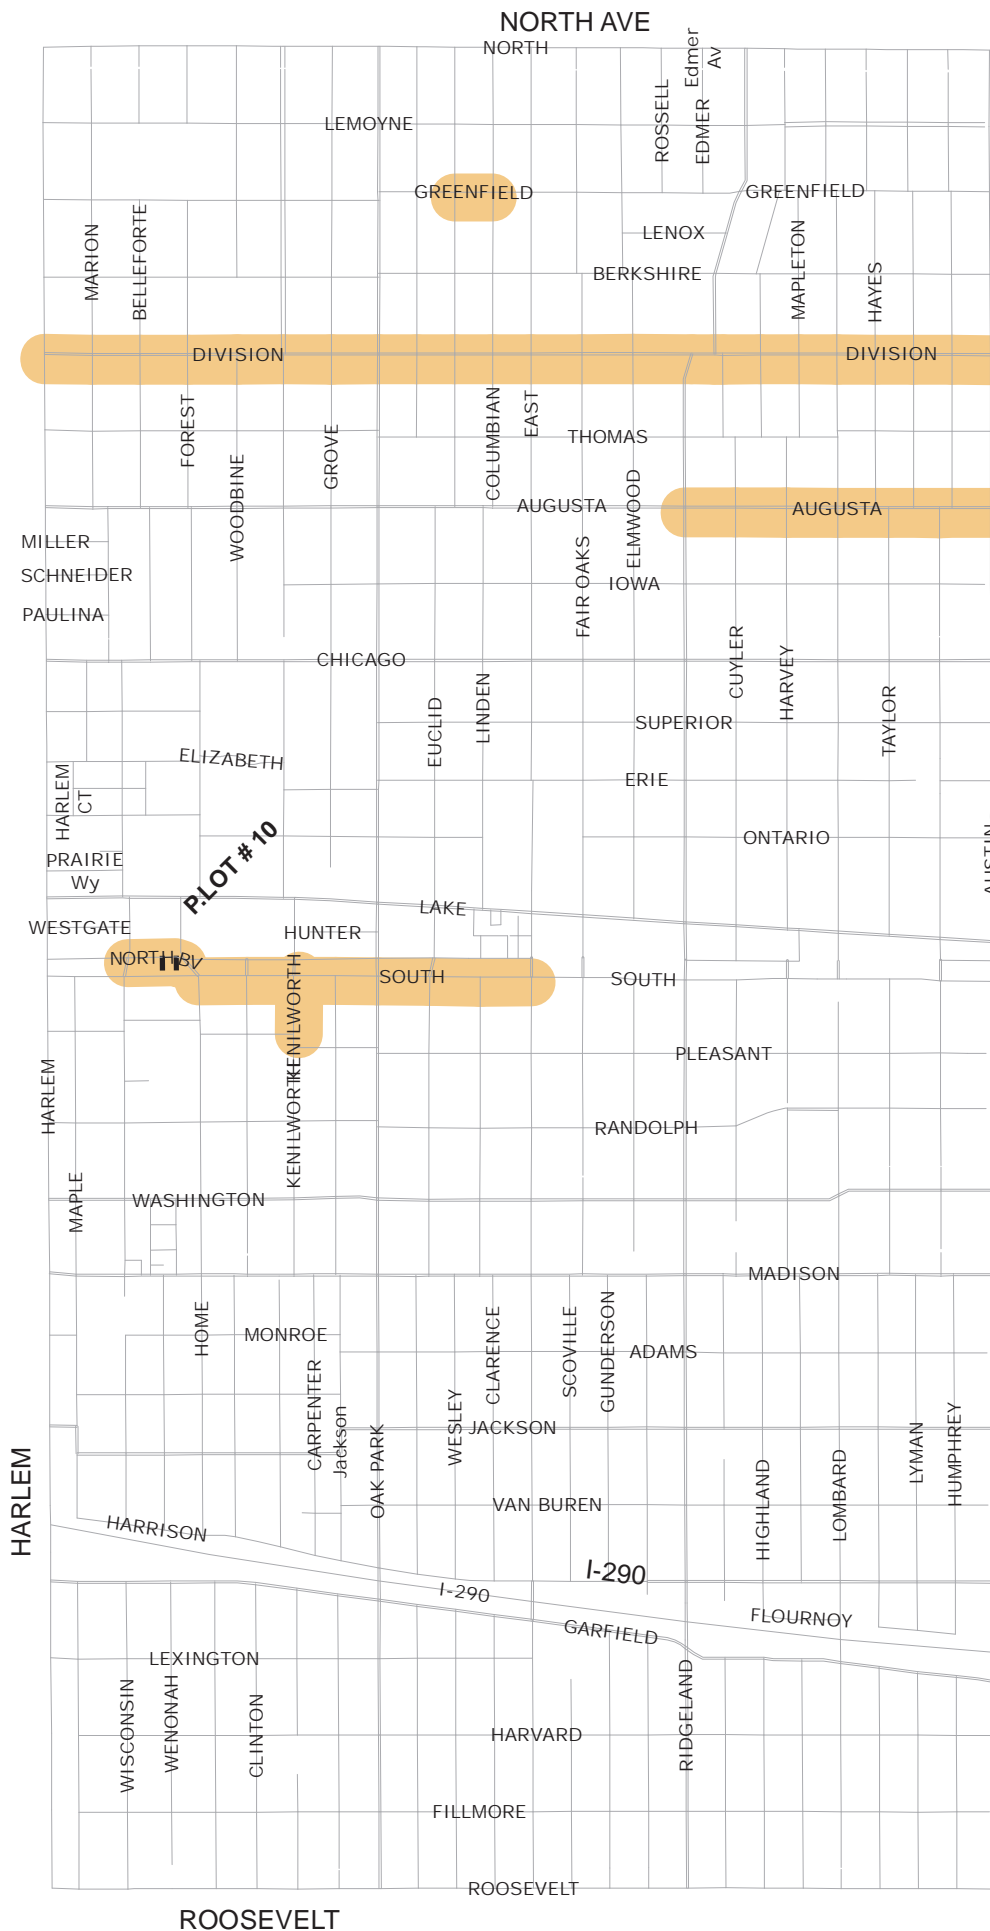 NORTH AVE
NORTH
Edmer
Av
ROSSELL
EDMER
LEMOYNE
GREENFIELD
GREENFIELD
LENOX
BERKSHIRE
MARION
BELLEFORTE
MAPLETON
HAYES
DIVISION
DIVISION
FOREST
WOODBINE
GROVE
COLUMBIAN
EAST
THOMAS
ELMWOOD
AUGUSTA
AUGUSTA
MILLER
SCHNEIDER
PAULINA
FAIR OAKS
IOWA
CHICAGO
CUYLER
HARVEY
TAYLOR
EUCLID
LINDEN
SUPERIOR
ELIZABETH
HARLEM
CT
ERIE
ONTARIO
AUSTIN
PRAIRIE
Wy
P.LOT # 10
LAKE
WESTGATE
HUNTER
NORTH BV
SOUTH
SOUTH
KENILWORTH
KENILWORTH
PLEASANT
HARLEM
RANDOLPH
MAPLE
WASHINGTON
MADISON
HOME
MONROE
CARPENTER
Jackson
OAK PARK
WESLEY
CLARENCE
SCOVILLE
GUNDERSON
ADAMS
JACKSON
HARLEM
VAN BUREN
HIGHLAND
LOMBARD
LYMAN
HUMPHREY
HARRISON
I-290
I-290
FLOURNOY
GARFIELD
LEXINGTON
WISCONSIN
WENONAH
CLINTON
RIDGELAND
HARVARD
FILLMORE
ROOSEVELT
ROOSEVELT